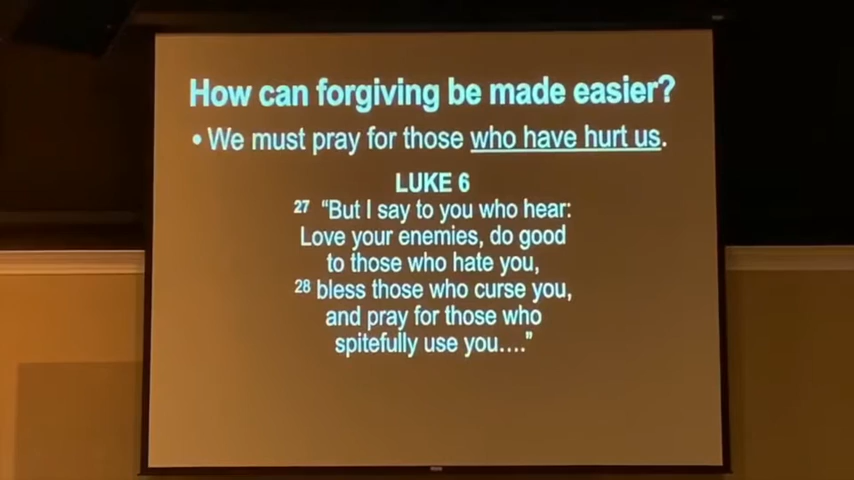 How can forgiving be made easier?
• We must pray for those who have hurt us.
LUKE 6
27 “But I say to you who hear:
Love your enemies, do good
to those who hate you,
28 bless those who curse you,
and pray for those who
spitefully use you....”